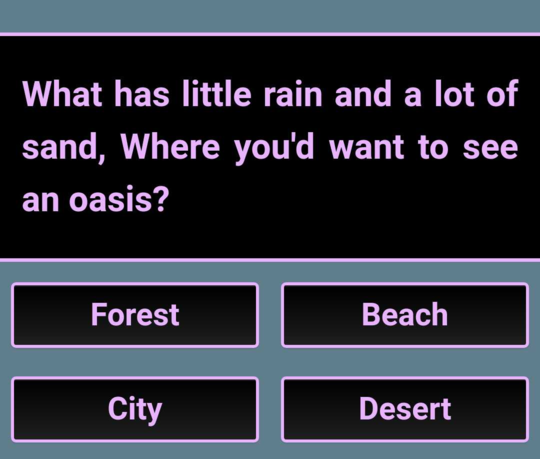 What has little rain and a lot of
sand, Where you'd want to see
an oasis?
Forest
Beach
City
Desert